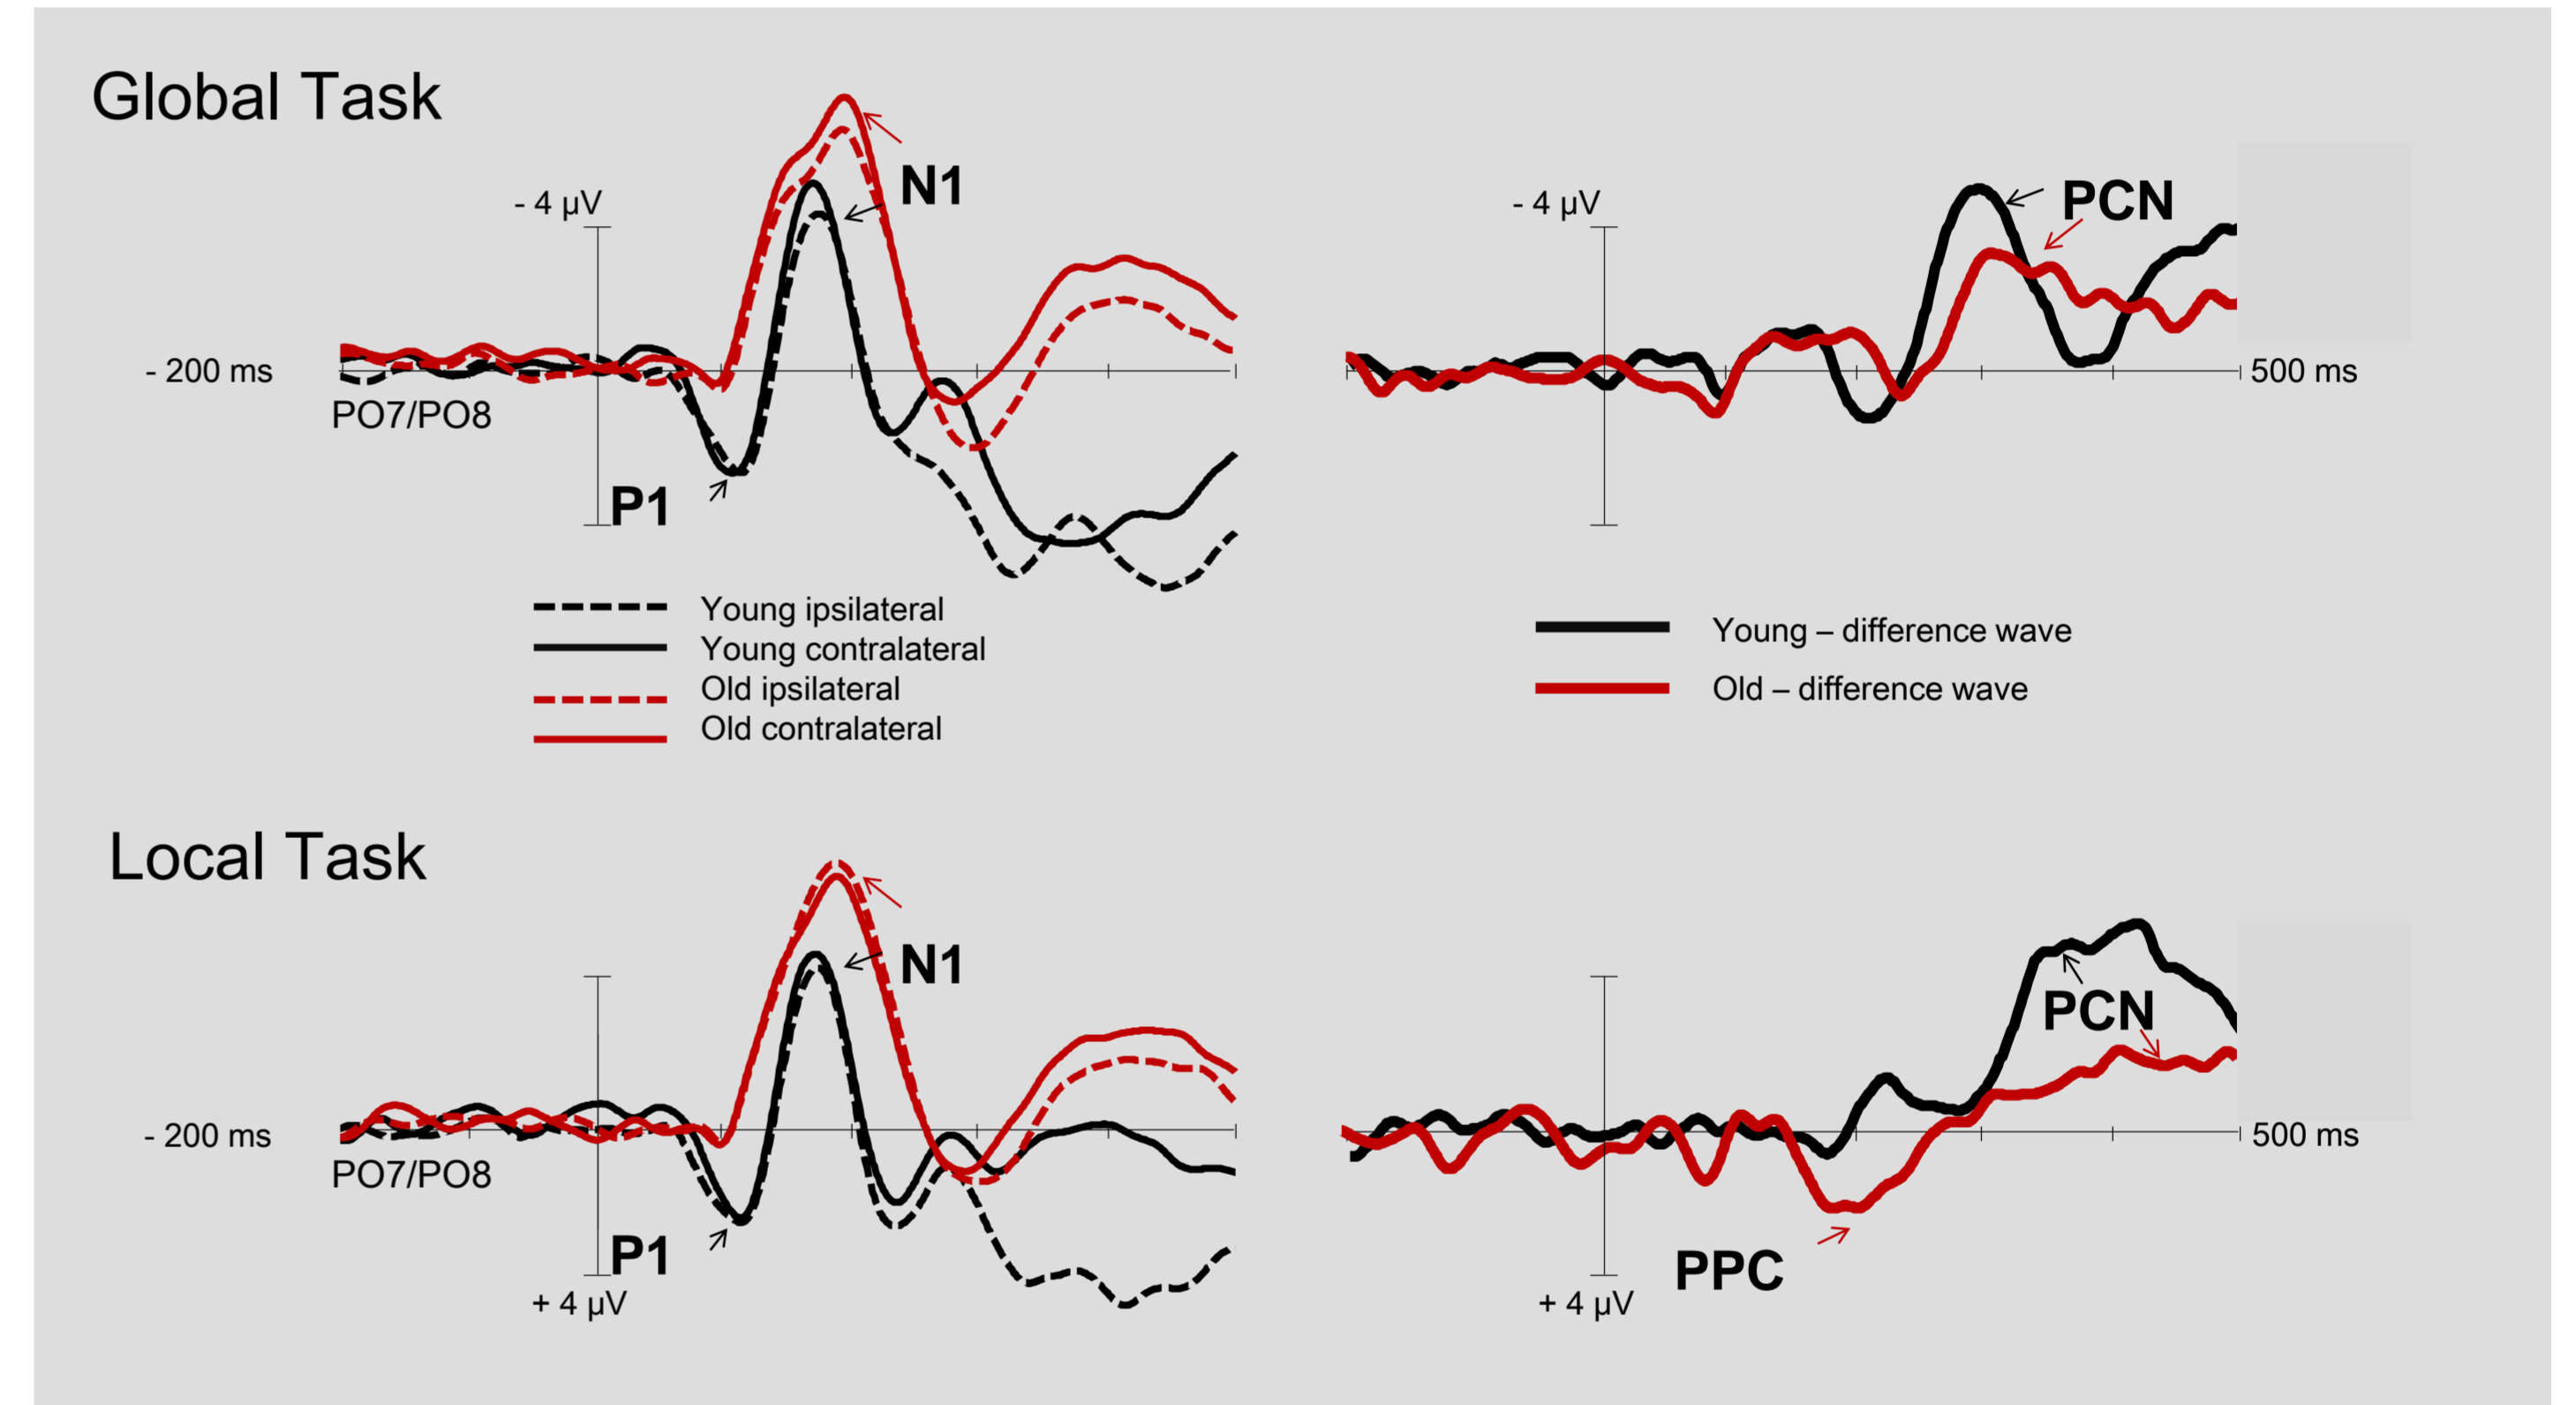 Global Task
- 4 µV
N1
- 200 ms
PO7/PO8
P1
- 4 µV
PCN
500 ms
Young ipsilateral
Young contralateral
Old ipsilateral
Old contralateral
Young – difference wave
Old – difference wave
Local Task
N1
- 200 ms
PO7/PO8
P1
+ 4 µV
PCN
500 ms
PPC
+ 4 µV